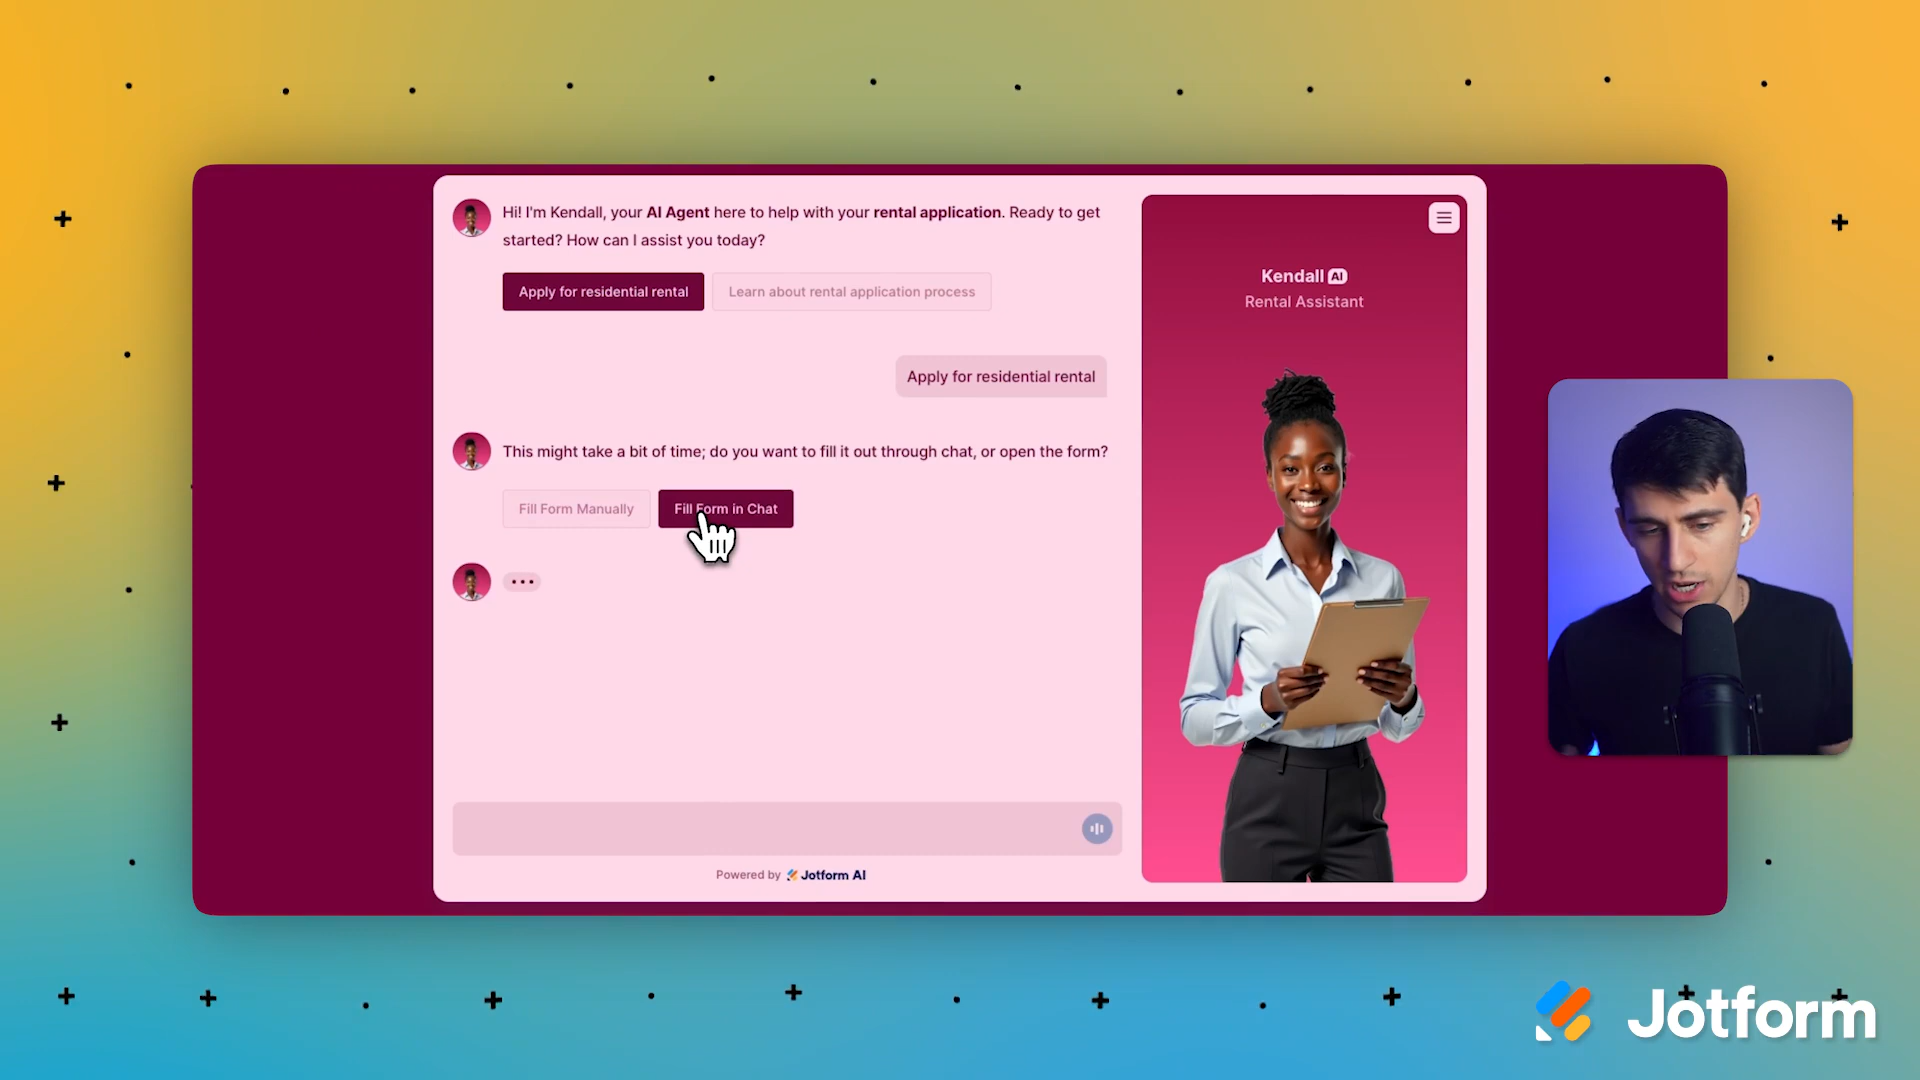 Hi! I'm Kendall, your AI Agent here to help with your rental application. Ready to get
started? How can I assist you today?
Apply for residential rental
Learn about rental application process
Apply for residential rental
This might take a bit of time; do you want to fill it out through chat, or open the form?
Fill Form Manually
Fill Form in Chat
Powered by Jotform AI
Kendall AI
Rental Assistant
Jotform